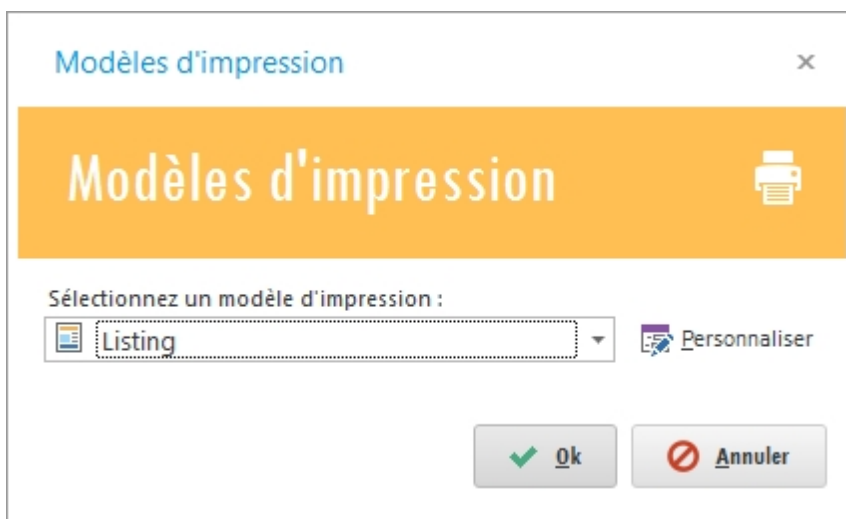 Modèles d'impression
Modèles d'impression
Sélectionnez un modèle d'impression :
Listing
Personnaliser
Ok
Annuler